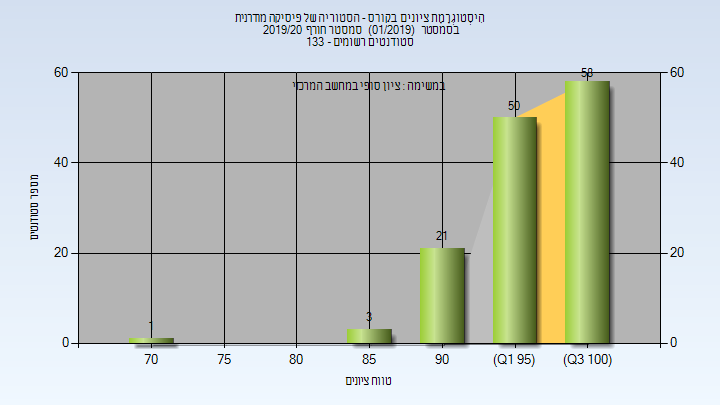 היסטוגרמת ציונים בקורס - הסטוריה של פיסיקה מודרנית
בסמסטר (01/2019) סמסטר חורף 2019/20
סטודנטים רשומים - 133
במשימה : ציון סופי במחשב המרכזי
60
40
20
0
60
40
20
0
מספר סטודנטים
1
3
21
50
58
70
75
80
85
90
(Q1 95)
(Q3 100)
טווח ציונים